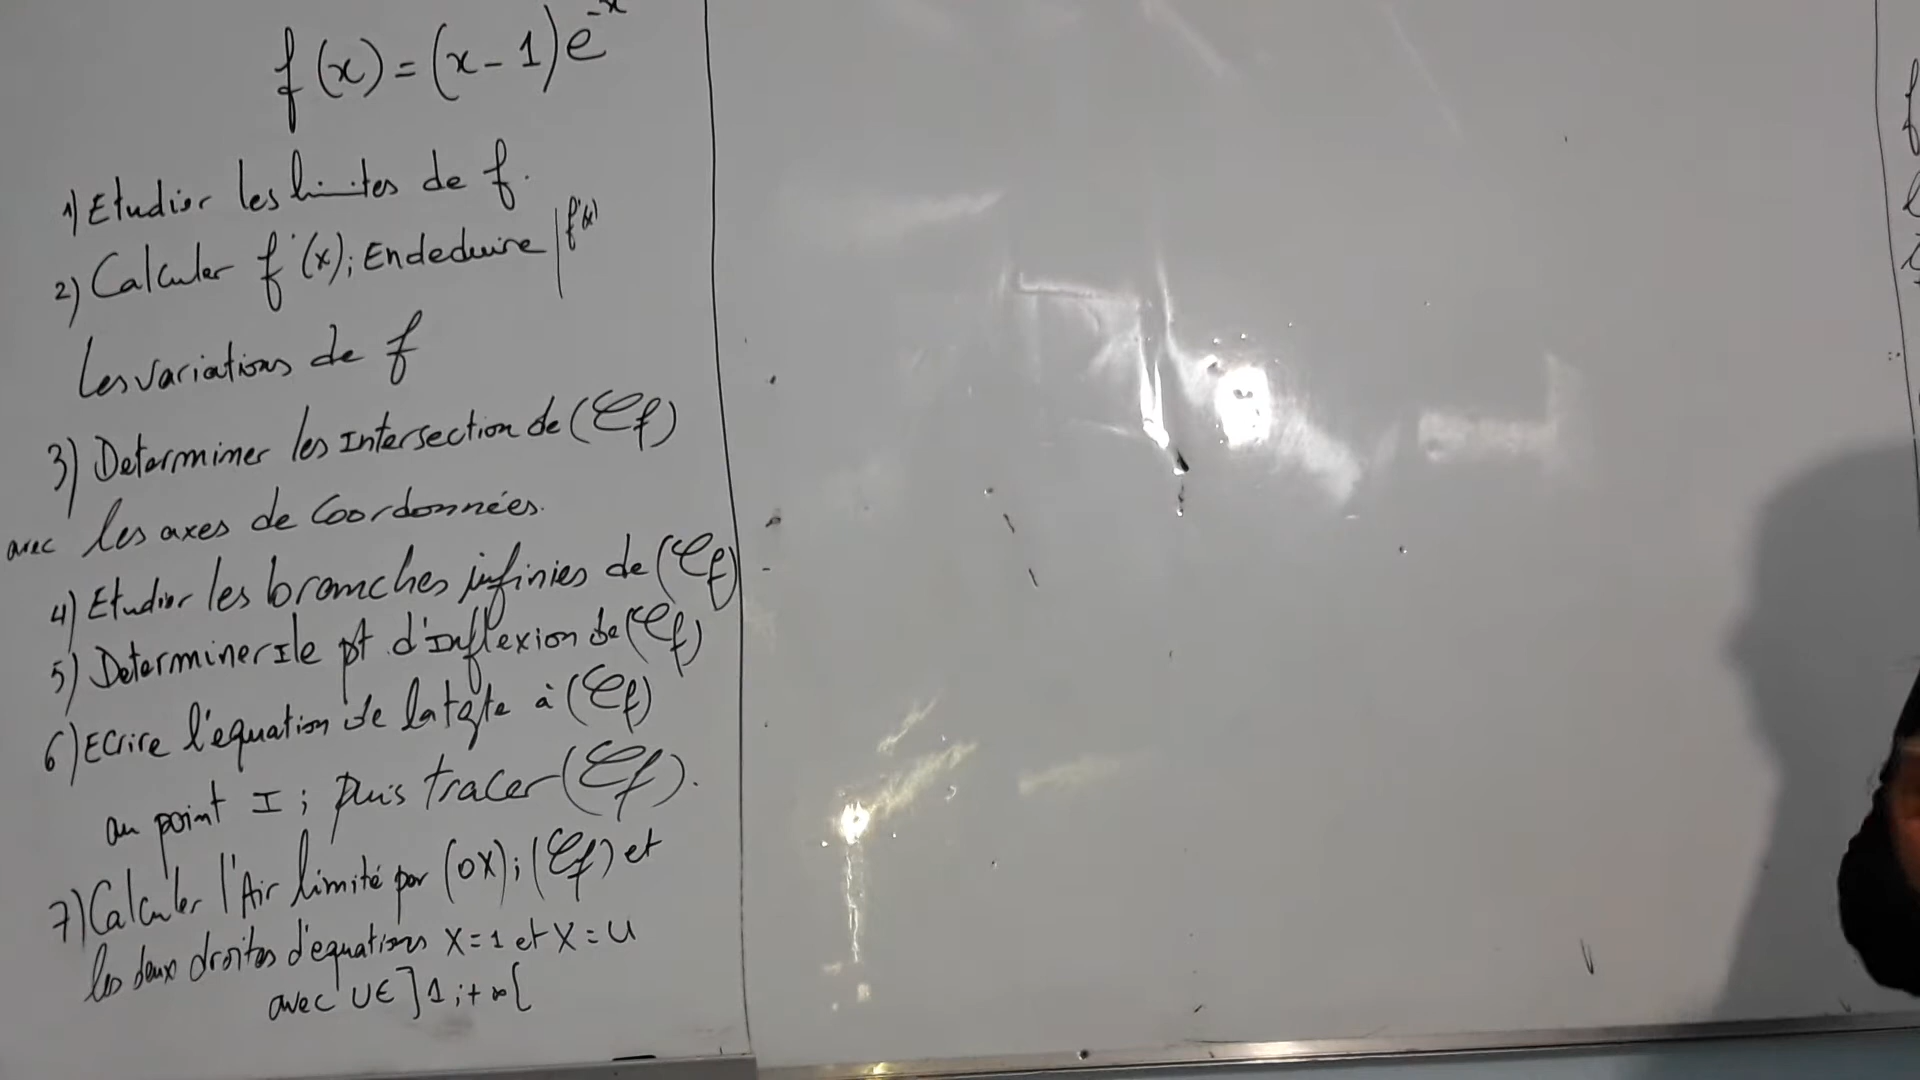 f(x) = (x-1)e^-x
1) Etudier les limites de f.
2) Calculer f'(x); En deduire | f'(x)
les variations de f
3) Determiner les Intersection de (Cf)
avec les axes de Coordonnées.
4) Etudier les branches infinies de (Cf)
5) Determiner I le pt d'Inflexion de (Cf)
6) Ecrire l'équation de la tgte à (Cf)
au point I ; puis tracer (Cf).
7) Calculer l'Air limité par (OX); (Cf) et
les deux droites d'equations X=1 et X=U
avec U∈]1;+∞[